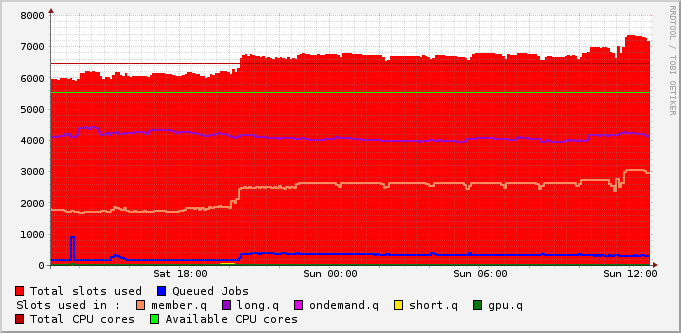 RRDTOOL / TOBI OETIKER
8000
7000
6000
5000
4000
3000
2000
1000
0
Sat 18:00 Sun 00:00 Sun 06:00 Sun 12:00
Total slots used Queued Jobs
Slots used in : member.q long.q ondemand.q short.q gpu.q
Total CPU cores Available CPU cores